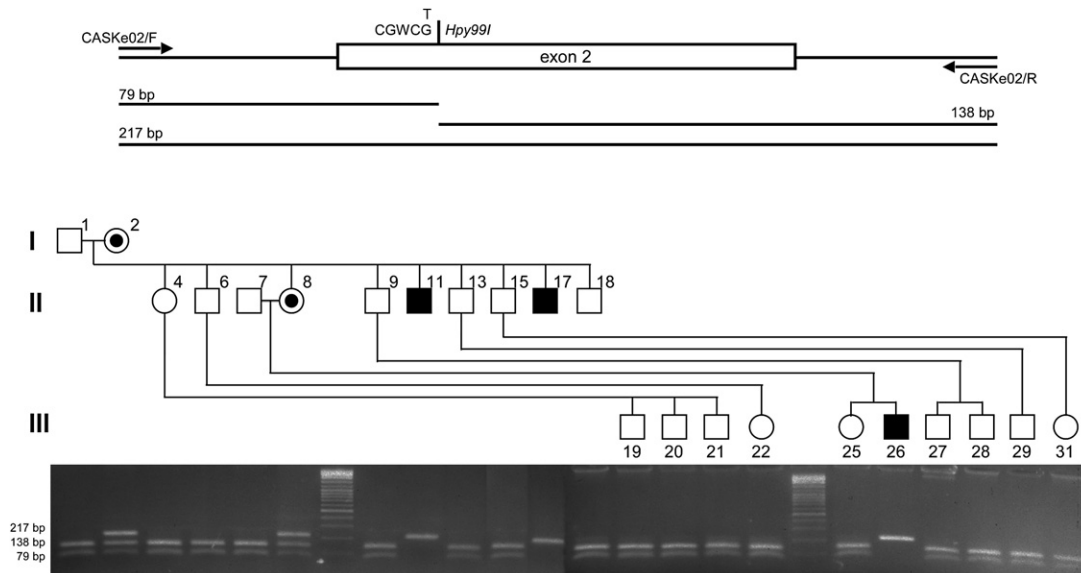 T
CGWCG Hpy99I
CASKe02/F
exon 2
CASKe02/R
79 bp
138 bp
217 bp
1 2
I
4 6 7 8 9 11 13 15 17 18
II
III
19 20 21 22 25 26 27 28 29 31
217 bp
138 bp
79 bp